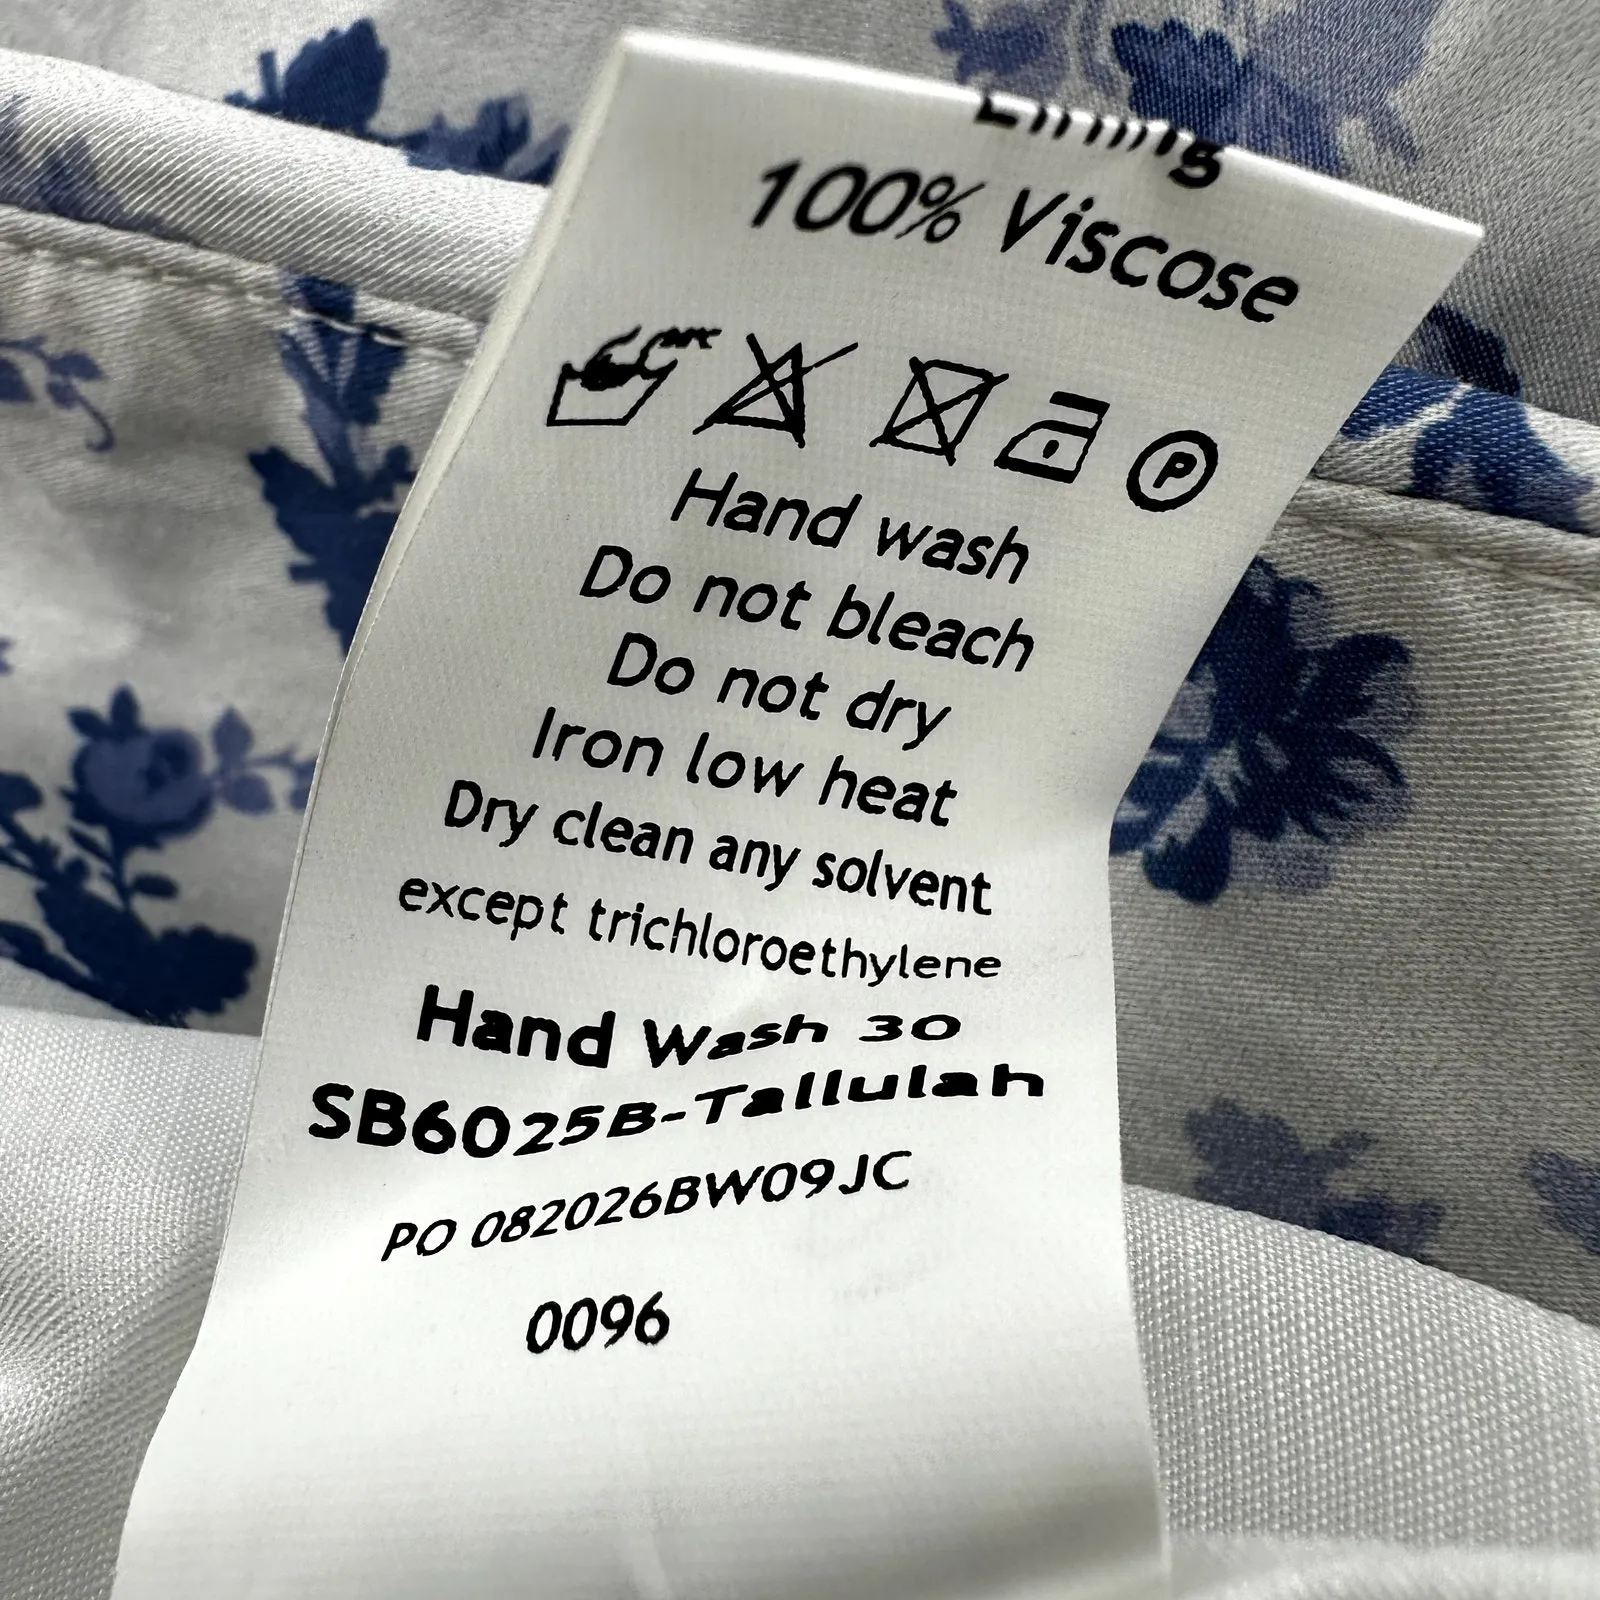 Lining
100% Viscose
P
Hand wash
Do not bleach
Do not dry
Iron low heat
Dry clean any solvent
except trichloroethylene
Hand Wash 30
SB6025B-Tallulah
PO 082026BW09JC
0096